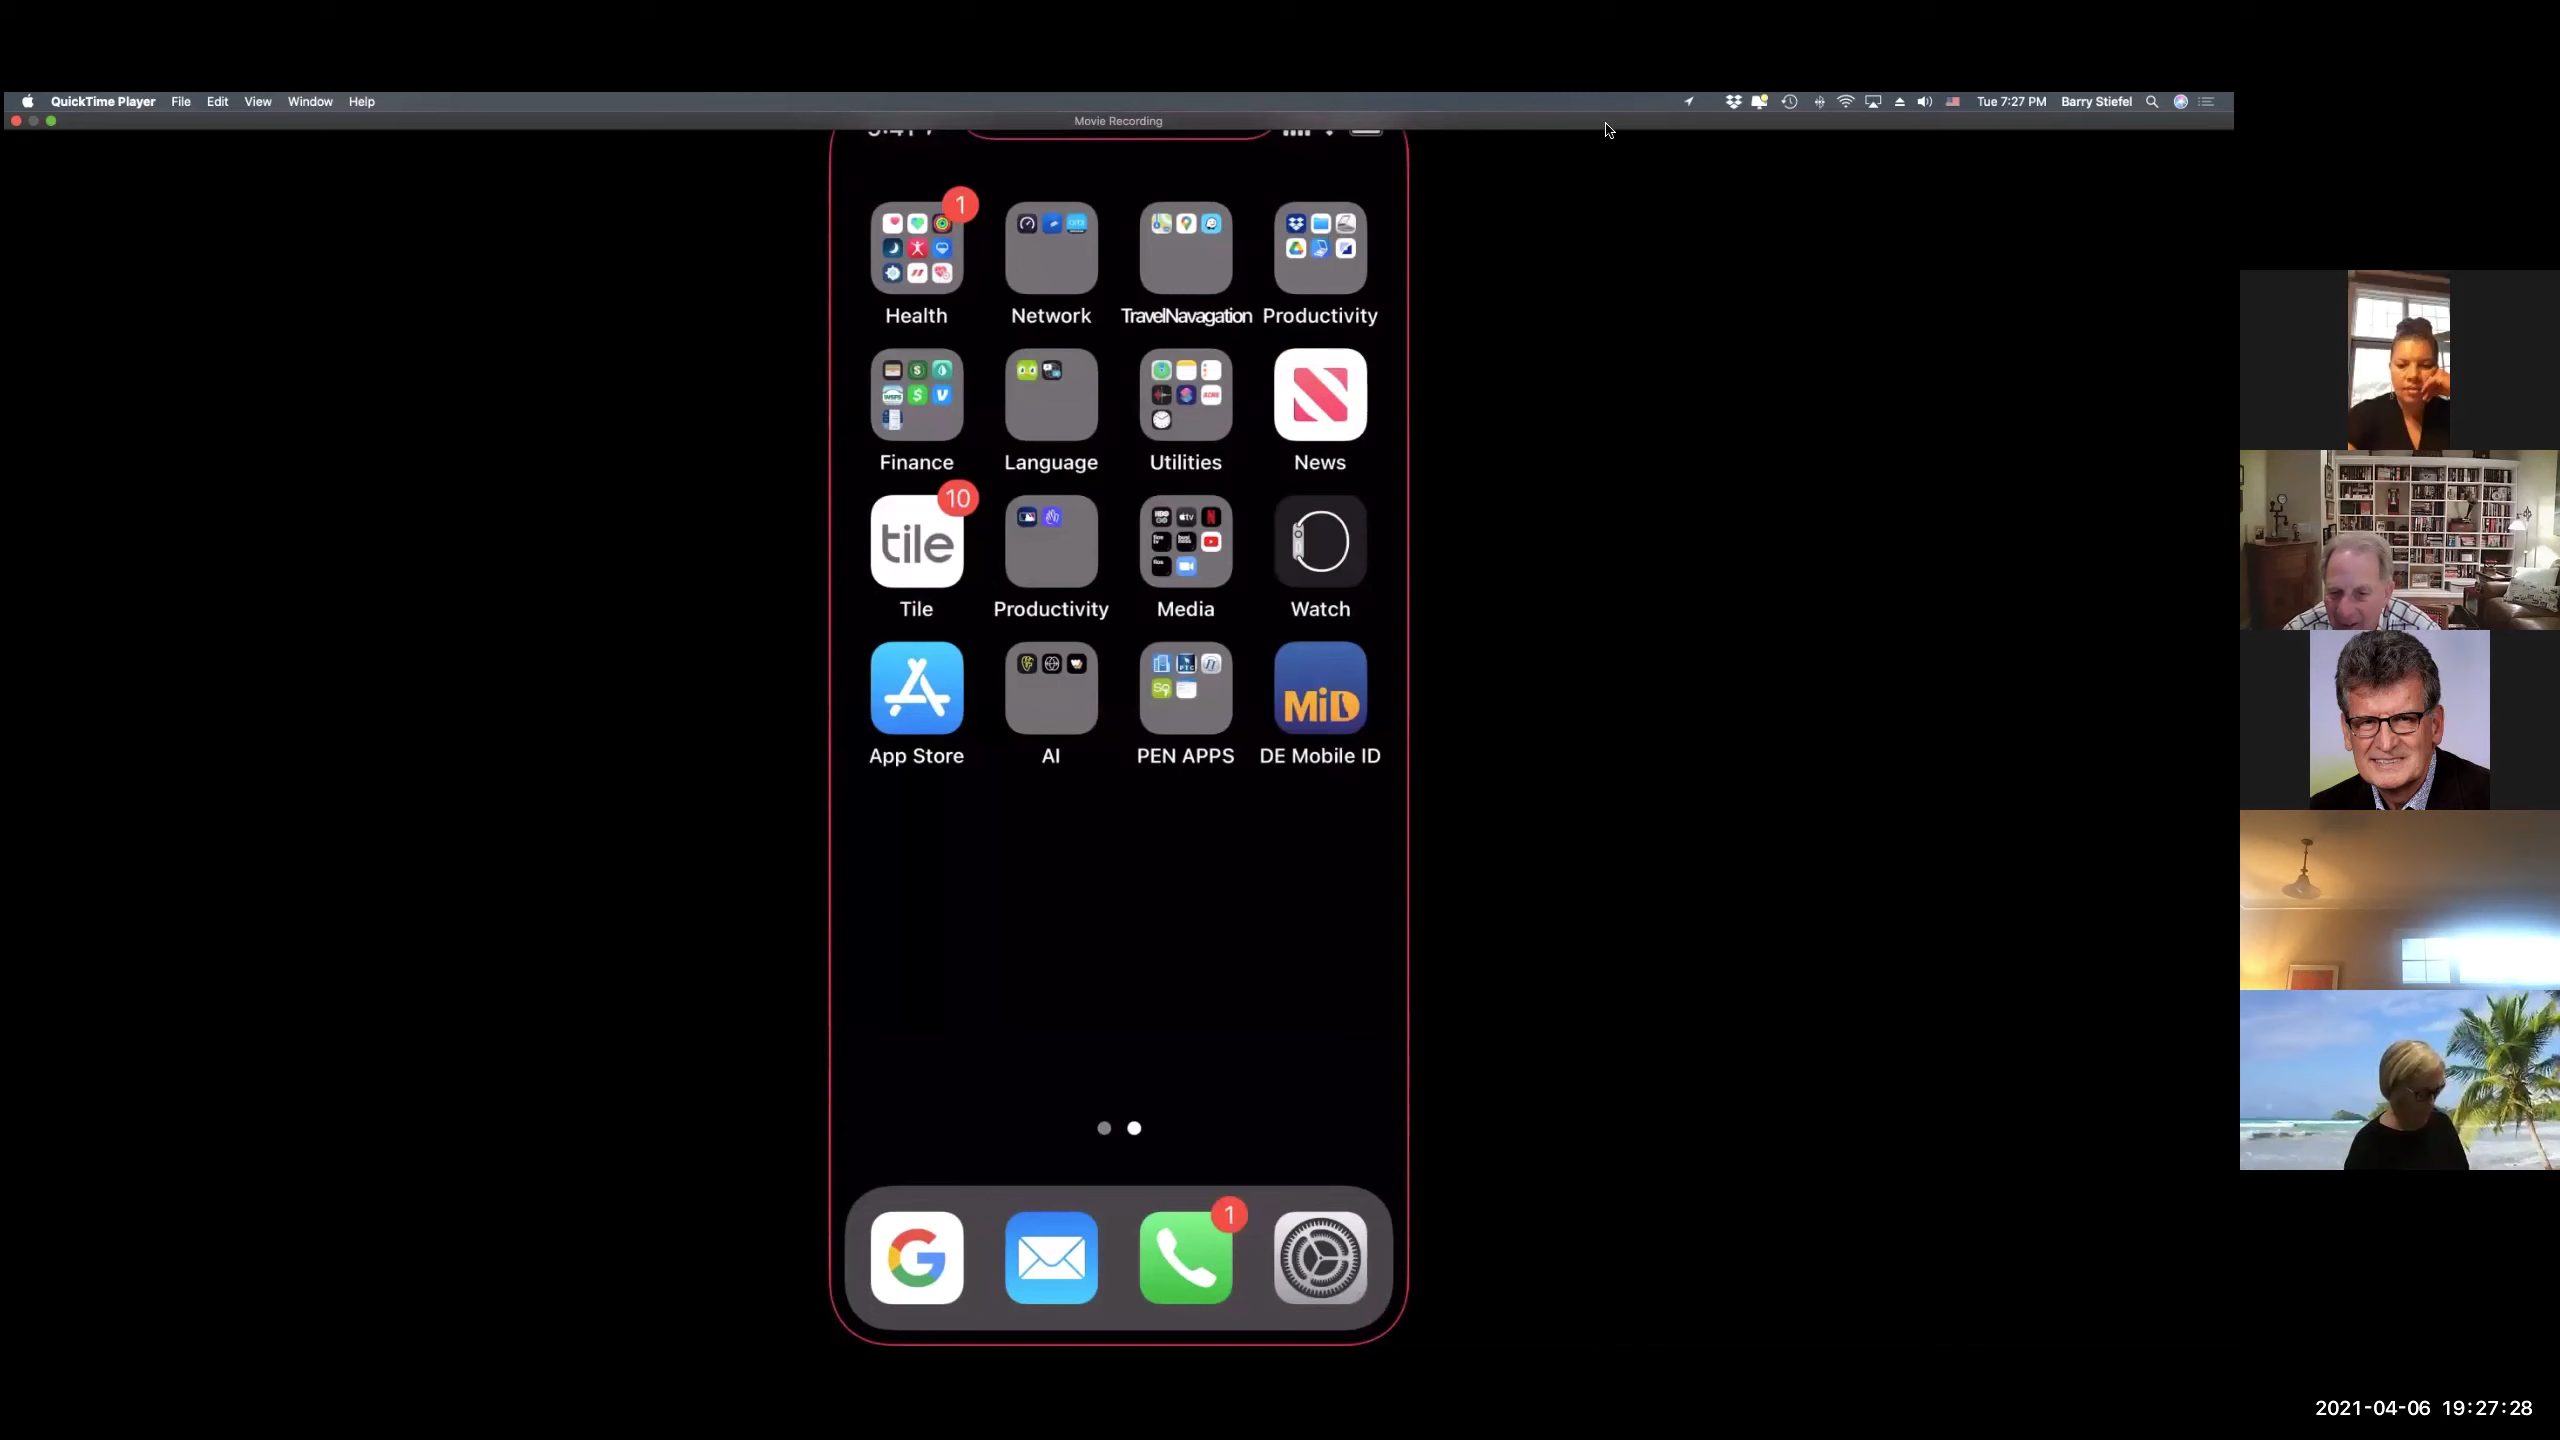 QuickTime Player File Edit View Window Help
Tue 7:27 PM Barry Stiefel
Movie Recording
1
Health Network TravelNavagation Productivity
Finance Language Utilities News
10
tile
Tile Productivity Media Watch
MiD
App Store AI PEN APPS DE Mobile ID
1
G
2021-04-06 19:27:28